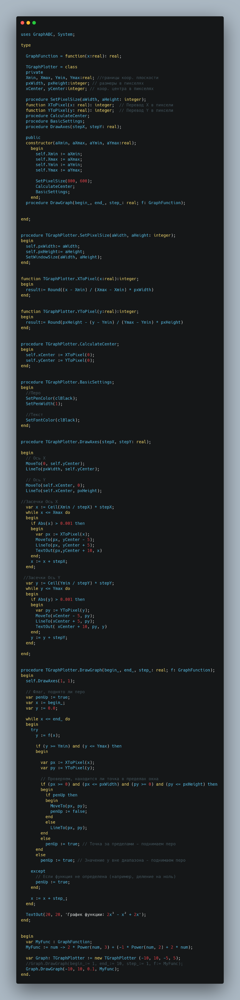 uses GraphABC, System;
type
GraphFunction = function(x:real): real;
TGraphPlotter = class
private
Xmin, Xmax, Ymin, Ymax:real; //границы коор. плоскости
pxWidth, pxHeight:integer; // размеры в пикселях
xCenter, yCenter:integer; // коор. центра в пикселях
procedure SetPixelSize(aWidth, aHeight: integer);
function XToPixel(x: real): integer;  // Перевод X в пиксели
function YToPixel(y: real): integer;  // Перевод Y в пиксели
procedure CalculateCenter;
procedure BasicSettings;
procedure DrawAxes(stepX, stepY: real);
public
constructor(aXmin, aXmax, aYmin, aYmax:real);
begin
self.Xmin := aXmin;
self.Xmax := aXmax;
self.Ymin := aYmin;
self.Ymax := aYmax;
SetPixelSize(800, 600);
CalculateCenter;
BasicSettings;
end;
procedure DrawGraph(begin_, end_, step_: real; f: GraphFunction);
end;
procedure TGraphPlotter.SetPixelSize(aWidth, aHeight: integer);
begin
self.pxWidth:= aWidth;
self.pxHeight:= aHeight;
SetWindowSize(aWidth, aHeight);
end;
function TGraphPlotter.XToPixel(x:real):integer;
begin
result:= Round((x - Xmin) / (Xmax - Xmin) * pxWidth)
end;
function TGraphPlotter.YToPixel(y:real):integer;
begin
result:= Round(pxHeight - (y - Ymin) / (Ymax - Ymin) * pxHeight)
end;
procedure TGraphPlotter.CalculateCenter;
begin
self.xCenter := XToPixel(0);
self.yCenter := YToPixel(0);
end;
procedure TGraphPlotter.BasicSettings;
begin
//Перо
SetPenColor(clBlack);
SetPenWidth(1);
//Текст
SetFontColor(clBlack);
end;
procedure TGraphPlotter.DrawAxes(stepX, stepY: real);
begin
// Ось X
MoveTo(0, self.yCenter);
LineTo(pxWidth, self.yCenter);
// Ось Y
MoveTo(self.xCenter, 0);
LineTo(self.xCenter, pxHeight);
//Засечки Ось X
var x := Ceil(Xmin / stepX) * stepX;
while x <= Xmax do
begin
if Abs(x) > 0.001 then
begin
var px := XToPixel(x);
MoveTo(px, yCenter - 5);
LineTo(px, yCenter + 5);
TextOut(px,yCenter + 10, x)
end;
x := x + stepX;
end;
//Засечки Ось Y
var y := Ceil(Ymin / stepY) * stepY;
while y <= Ymax do
begin
if Abs(y) > 0.001 then
begin
var py := YToPixel(y);
MoveTo(xCenter - 5, py);
LineTo(xCenter + 5, py);
TextOut( xCenter + 10, py, y)
end;
y := y + stepY;
end;
end;
procedure TGraphPlotter.DrawGraph(begin_, end_, step_: real; f: GraphFunction);
begin
self.DrawAxes(1, 1);
// Флаг, поднято ли перо
var penUp := true;
var x := begin_;
var y := 0.0;
while x <= end_ do
begin
try
y := f(x);
if (y >= Ymin) and (y <= Ymax) then
begin
var px := XToPixel(x);
var py := YToPixel(y);
// Проверяем, находится ли точка в пределах окна
if (px >= 0) and (px <= pxWidth) and (py >= 0) and (py <= pxHeight) then
begin
if penUp then
begin
MoveTo(px, py);
penUp := false;
end
else
LineTo(px, py);
end
else
penUp := true; // Точка за пределами - поднимаем перо
end
else
penUp := true; // Значение y вне диапазона - поднимаем перо
except
// Если функция не определена (например, деление на ноль)
penUp := true;
end;
x := x + step_;
end;
TextOut(20, 20, 'График функции: 2x³ - x² + 2x');
end;
begin
var MyFunc : GraphFunction;
MyFunc := num -> 2 * Power(num, 3) + (-1 * Power(num, 2) + 2 * num);
var Graph: TGraphPlotter := new TGraphPlotter (-10, 10, -5, 5);
//Graph.DrawGraph(begin_:= 1, end_:= 10, step_:= 1, f:= MyFunc);
Graph.DrawGraph(-10, 10, 0.1, MyFunc);
end.